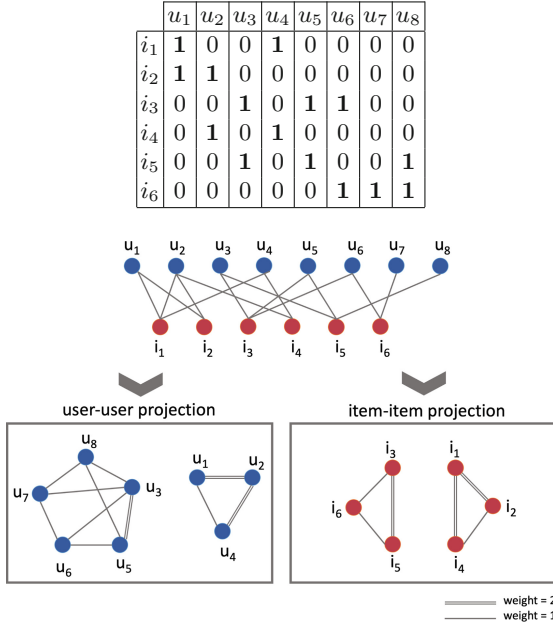 u1 u2 u3 u4 u5 u6 u7 u8
i1 1 0 0 1 0 0 0 0
i2 1 1 0 0 0 0 0 0
i3 0 0 1 0 1 1 0 0
i4 0 1 0 1 0 0 0 0
i5 0 0 1 0 1 0 0 1
i6 0 0 0 0 0 1 1 1
u1 u2 u3 u4 u5 u6 u7 u8
i1 i2 i3 i4 i5 i6
user-user projection
u8
u7
u3
u6
u5
u1
u2
u4
item-item projection
i3
i1
i6
i2
i5
i4
weight = 2
weight = 1